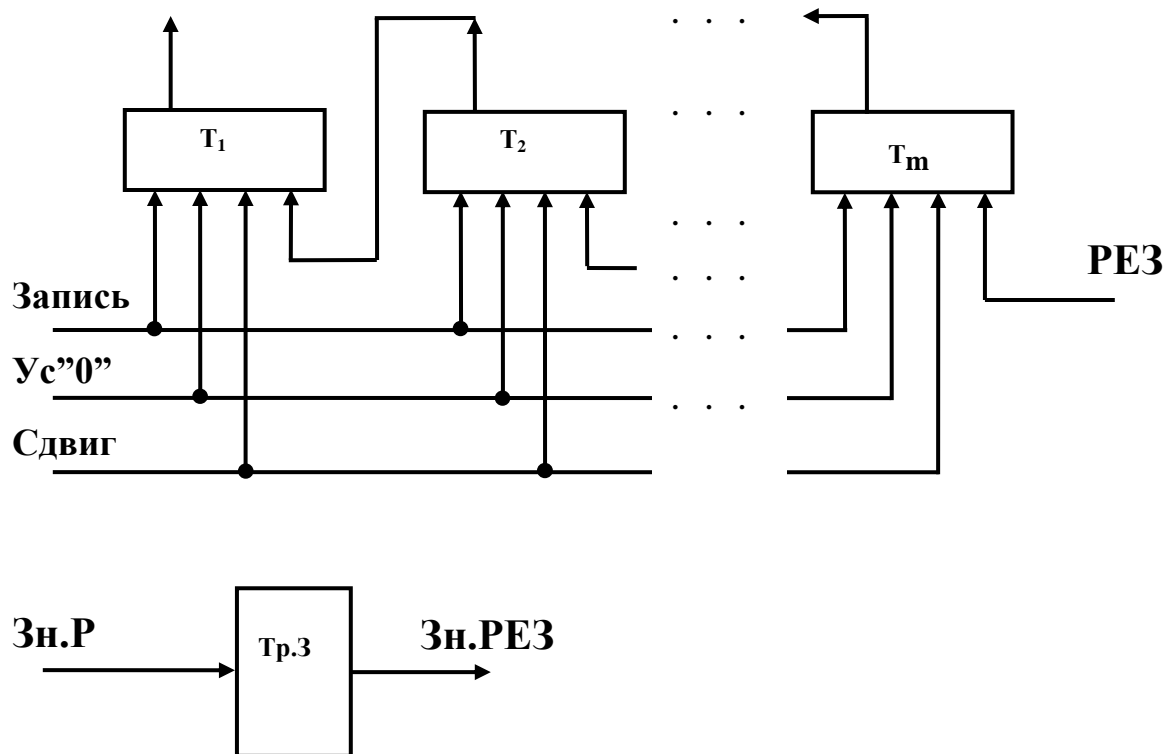 . . .
. . .
T₁
T₂
Tm
. . .
РЕЗ
. . .
Запись
. . .
Ус”0”
. . .
Сдвиг
Зн.Р
Тр.З
Зн.РЕЗ